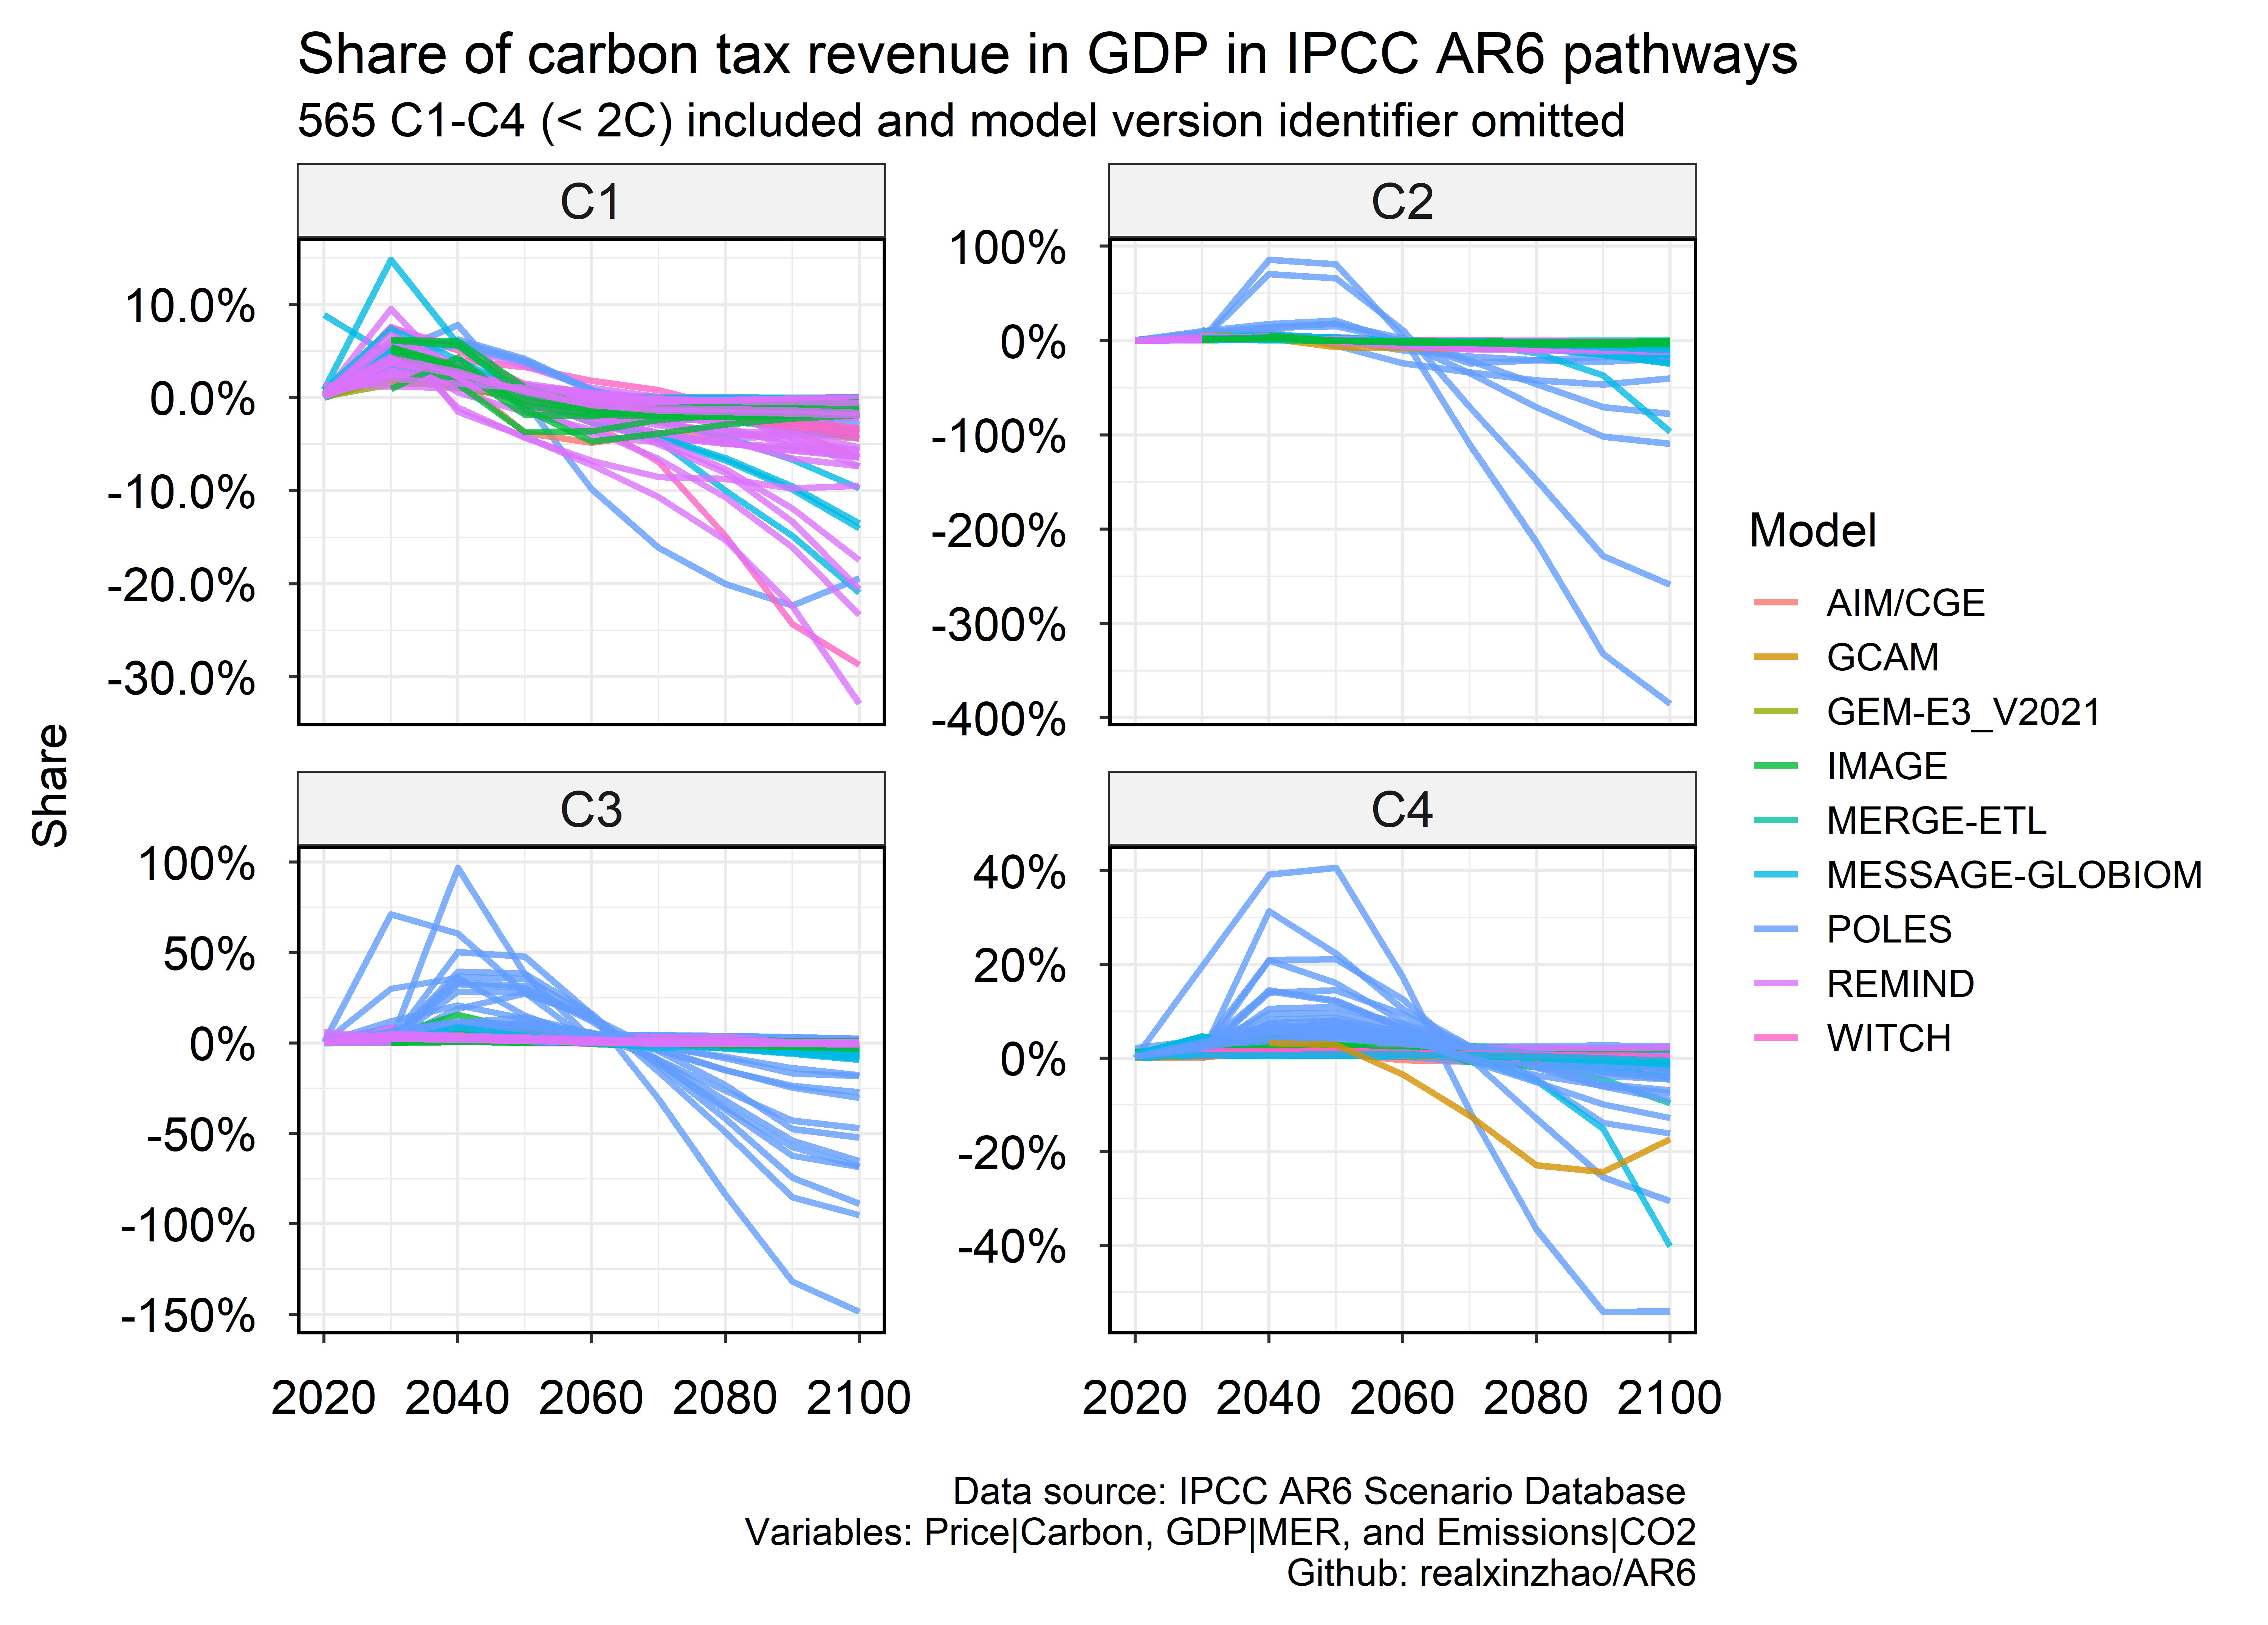 Share of carbon tax revenue in GDP in IPCC AR6 pathways
565 C1-C4 (< 2C) included and model version identifier omitted
C1
10.0%
0.0%
-10.0%
-20.0%
-30.0%
C2
100%
0%
-100%
-200%
-300%
-400%
Share
C3
100%
50%
0%
-50%
-100%
-150%
2020 2040 2060 2080 2100
C4
40%
20%
0%
-20%
-40%
2020 2040 2060 2080 2100
Model
AIM/CGE
GCAM
GEM-E3_V2021
IMAGE
MERGE-ETL
MESSAGE-GLOBIOM
POLES
REMIND
WITCH
Data source: IPCC AR6 Scenario Database
Variables: Price|Carbon, GDP|MER, and Emissions|CO2
Github: realxinzhao/AR6